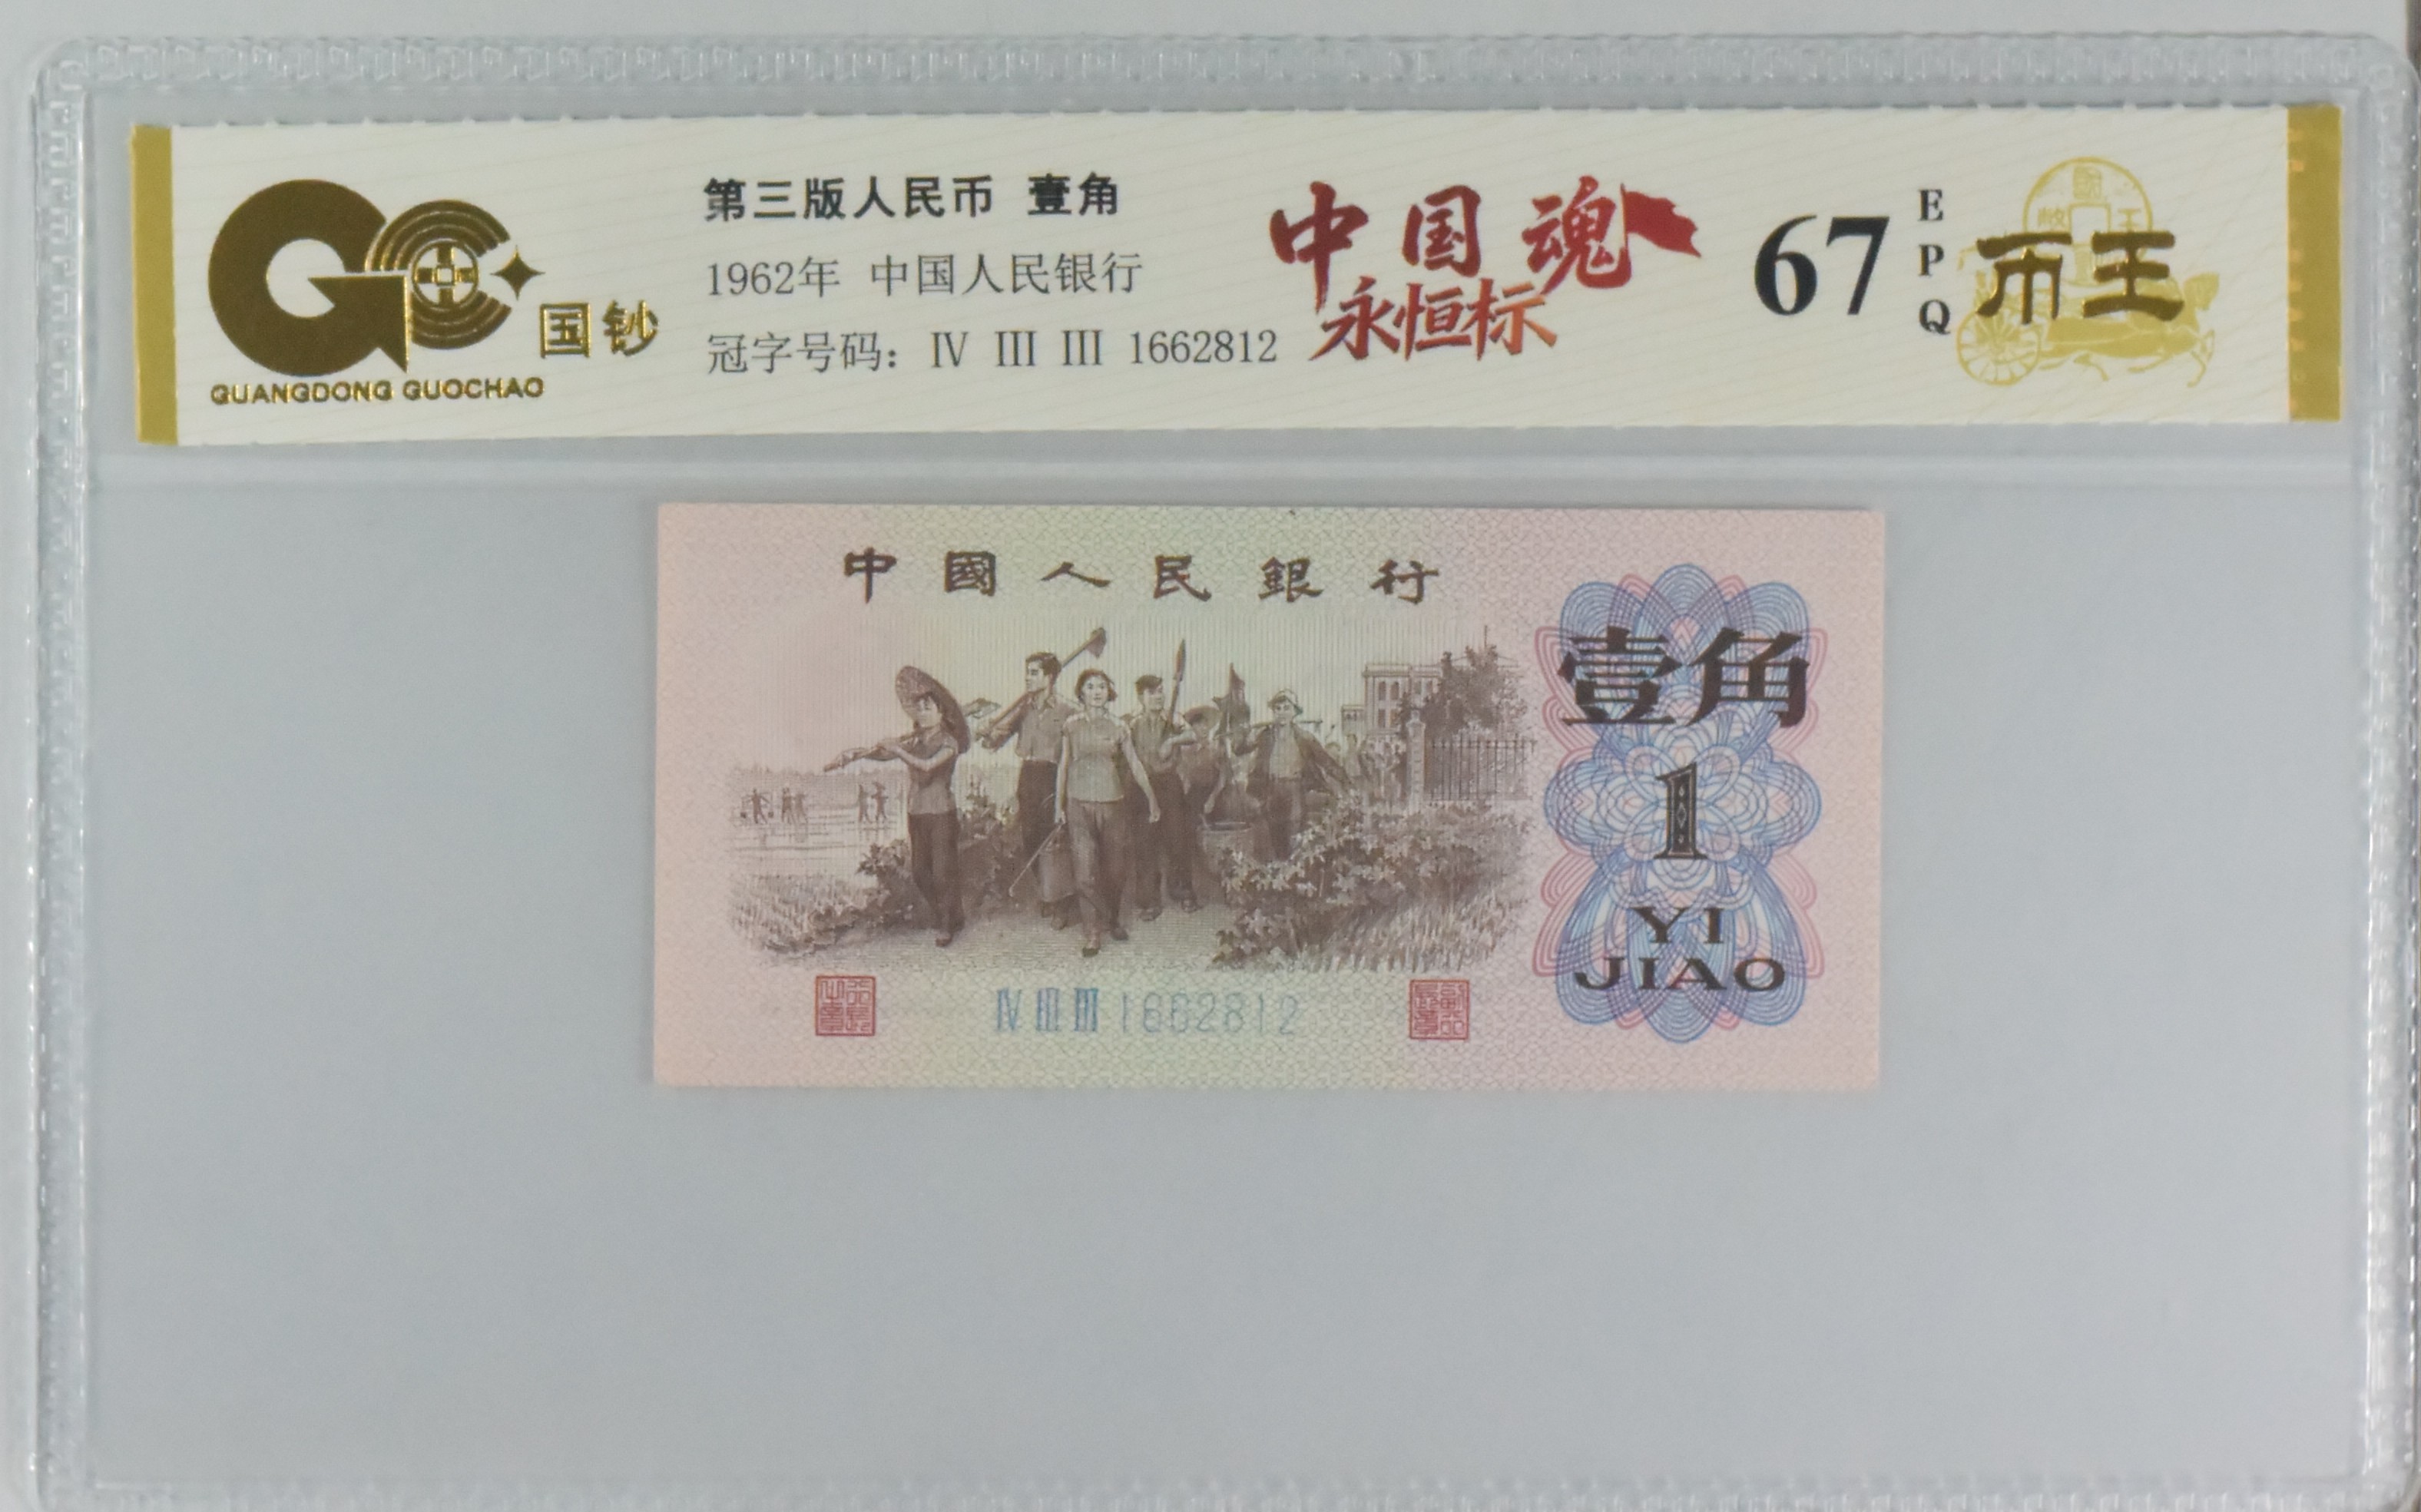 国钞
GUANGDONG GUOCHAO
第三版人民币 壹角
1962年 中国人民银行
冠字号码: IV III III 1662812
中国魂
永恒标
67
EPQ
币王
中國人民銀行
壹角
1
YI
JIAO
IV III III 1662812